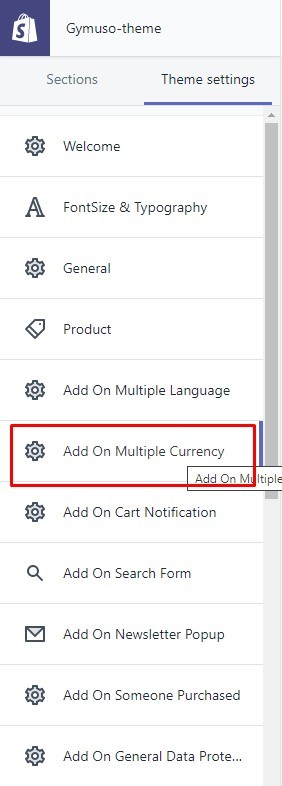 Gymuso-theme
Sections Theme settings
Welcome
FontSize & Typography
General
Product
Add On Multiple Language
Add On Multiple Currency
Add On Multiple
Add On Cart Notification
Add On Search Form
Add On Newsletter Popup
Add On Someone Purchased
Add On General Data Prote...